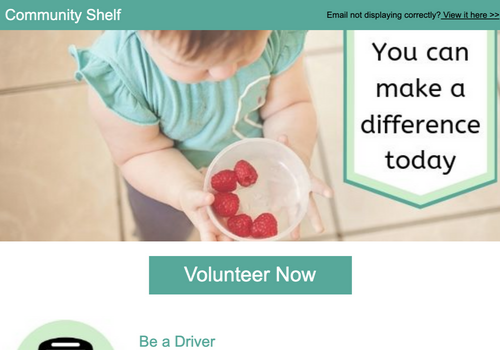 Community Shelf
Email not displaying correctly? View it here >>
You can
make a
difference
today
Volunteer Now
Be a Driver